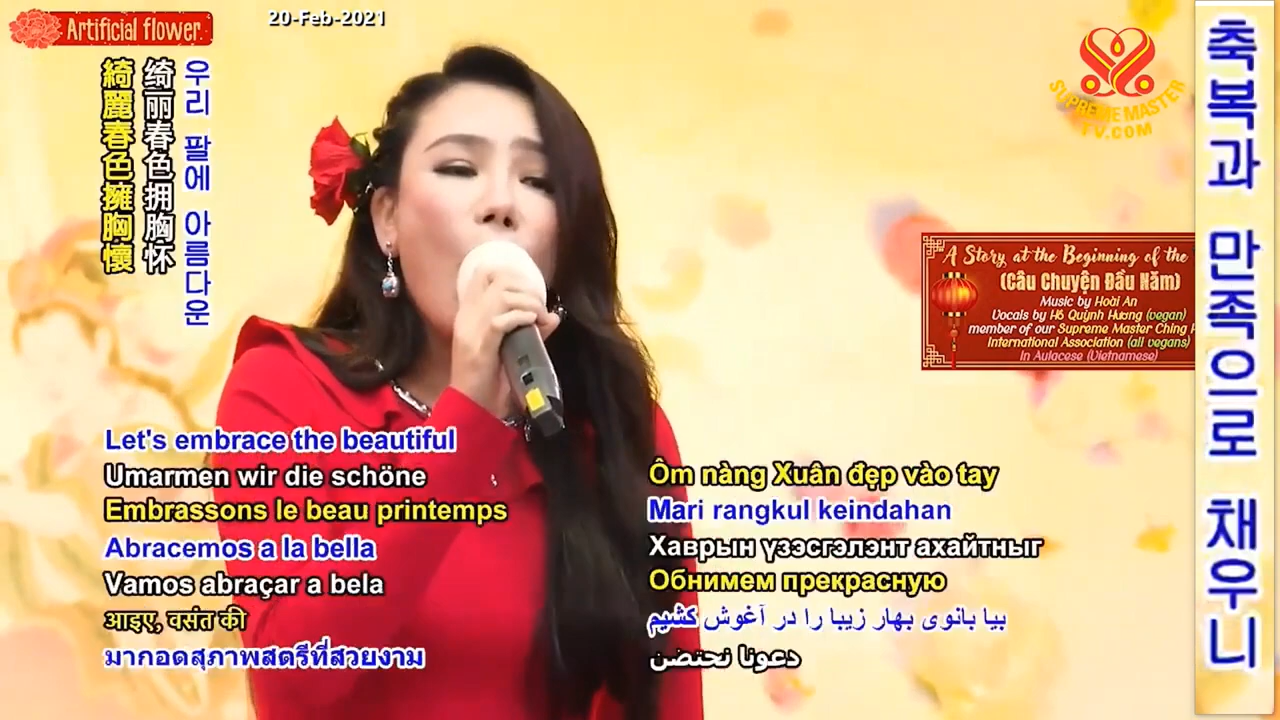 Artificial flower.
20-Feb-2021
SUPREME MASTER
TV.COM
우리 팔에 아름다운
绮丽春色拥胸怀
綺麗春色擁胸懷
축복과 만족으로 채우니
A Story at the Beginning of the
(Câu Chuyện Đầu Năm)
Music by Hoài An
Vocals by Hồ Quỳnh Hương (vegan)
member of our Supreme Master Ching
International Association (all vegans)
In Aulacese (Vietnamese)
Let's embrace the beautiful
Umarmen wir die schöne
Embrassons le beau printemps
Abracemos a la bella
Vamos abraçar a bela
आइए, वसंत की
มากอดสุภาพสตรีที่สวยงาม
Ôm nàng Xuân đẹp vào tay
Mari rangkul keindahan
Хаврын үзэсгэлэнт ахайтныг
Обнимем прекрасную
بیا بانوی بهار زیبا را در آغوش کشیم
دعونا نحتضن